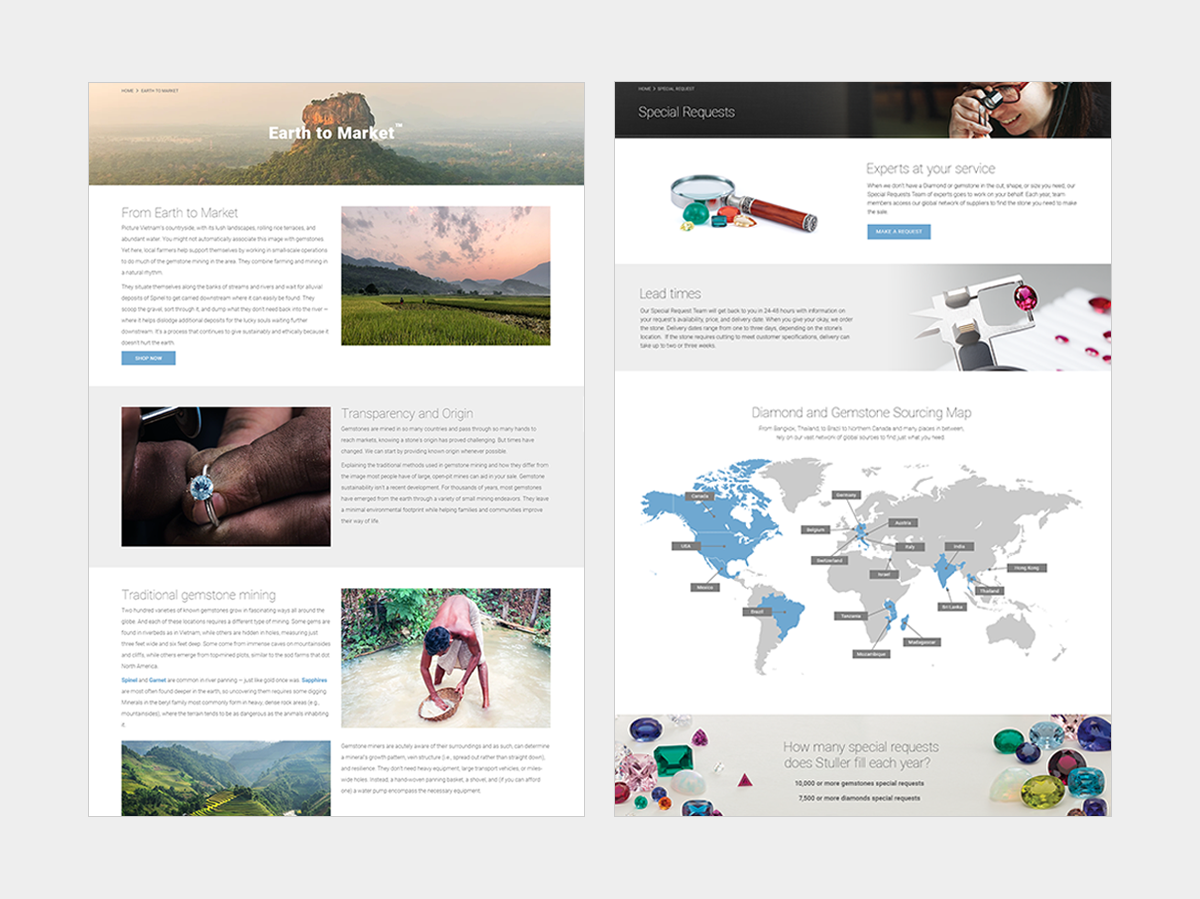 HOME > EARTH TO MARKET
Earth to Market™
From Earth to Market
Picture Vietnam's countryside, with its lush landscapes, rolling rice terraces, and
abundant water. You might not automatically associate this image with gemstones.
Yet here, local farmers help support themselves by working in small-scale operations
to do much of the gemstone mining in the area. They combine farming and mining in
a natural rhythm.
They situate themselves along the banks of streams and rivers and wait for alluvial
deposits of Spinel to get carried downstream where it can easily be found. They
scoop the gravel, sort through it, and dump what they don't need back into the river —
where it helps dislodge additional deposits for the lucky souls waiting further
downstream. It's a process that continues to give sustainably and ethically because it
doesn't hurt the earth.
SHOP NOW
Transparency and Origin
Gemstones are mined in so many countries and pass through so many hands to
reach markets, knowing a stone's origin has proved challenging. But times have
changed. We can start by providing known origin whenever possible.
Explaining the traditional methods used in gemstone mining and how they differ from
the image most people have of large, open-pit mines can aid in your sale. Gemstone
sustainability isn't a recent development. For thousands of years, most gemstones
have emerged from the earth through a variety of small mining endeavors. They leave
a minimal environmental footprint while helping families and communities improve
their way of life.
Traditional gemstone mining
Two hundred varieties of known gemstones grow in fascinating ways all around the
globe. And each of these locations requires a different type of mining. Some gems are
found in riverbeds as in Vietnam, while others are hidden in holes, measuring just
three feet wide and six feet deep. Some come from immense caves on mountainsides
and cliffs, while others emerge from top-mined plots, similar to the sod farms that dot
North America.
Spinel and Garnet are common in river panning — just like gold once was. Sapphires
are most often found deeper in the earth, so uncovering them requires some digging.
Minerals in the beryl family most commonly form in heavy, dense rock areas (e.g.,
mountainsides), where the terrain tends to be as dangerous as the animals inhabiting
it.
Gemstone miners are acutely aware of their surroundings and as such, can determine
a mineral's growth pattern, vein structure (i.e., spread out rather than straight down),
and resilience. They don't need heavy equipment, large transport vehicles, or miles-
wide holes. Instead, a hand-woven panning basket, a shovel, and (if you can afford
one) a water pump encompass the necessary equipment.
HOME > SPECIAL REQUEST
Special Requests
Experts at your service
When we don't have a Diamond or gemstone in the cut, shape, or size you need, our
Special Requests Team of experts goes to work on your behalf. Each year, team
members access our global network of suppliers to find the stone you need to make
the sale.
MAKE A REQUEST
Lead times
Our Special Request Team will get back to you in 24-48 hours with information on
your request's availability, price, and delivery date. When you give your okay, we order
the stone. Delivery dates range from one to three days, depending on the stone's
location. If the stone requires cutting to meet customer specifications, delivery can
take up to two or three weeks.
Diamond and Gemstone Sourcing Map
From Bangkok, Thailand, to Brazil to Northern Canada and many places in between,
rely on our vast network of global sources to find just what you need.
Canada
Germany
Belgium
Austria
USA
Italy
India
Switzerland
Hong Kong
Israel
Mexico
Thailand
Sri Lanka
Brazil
Tanzania
Madagascar
Mozambique
How many special requests
does Stuller fill each year?
10,000 or more gemstones special requests
7,500 or more diamonds special requests